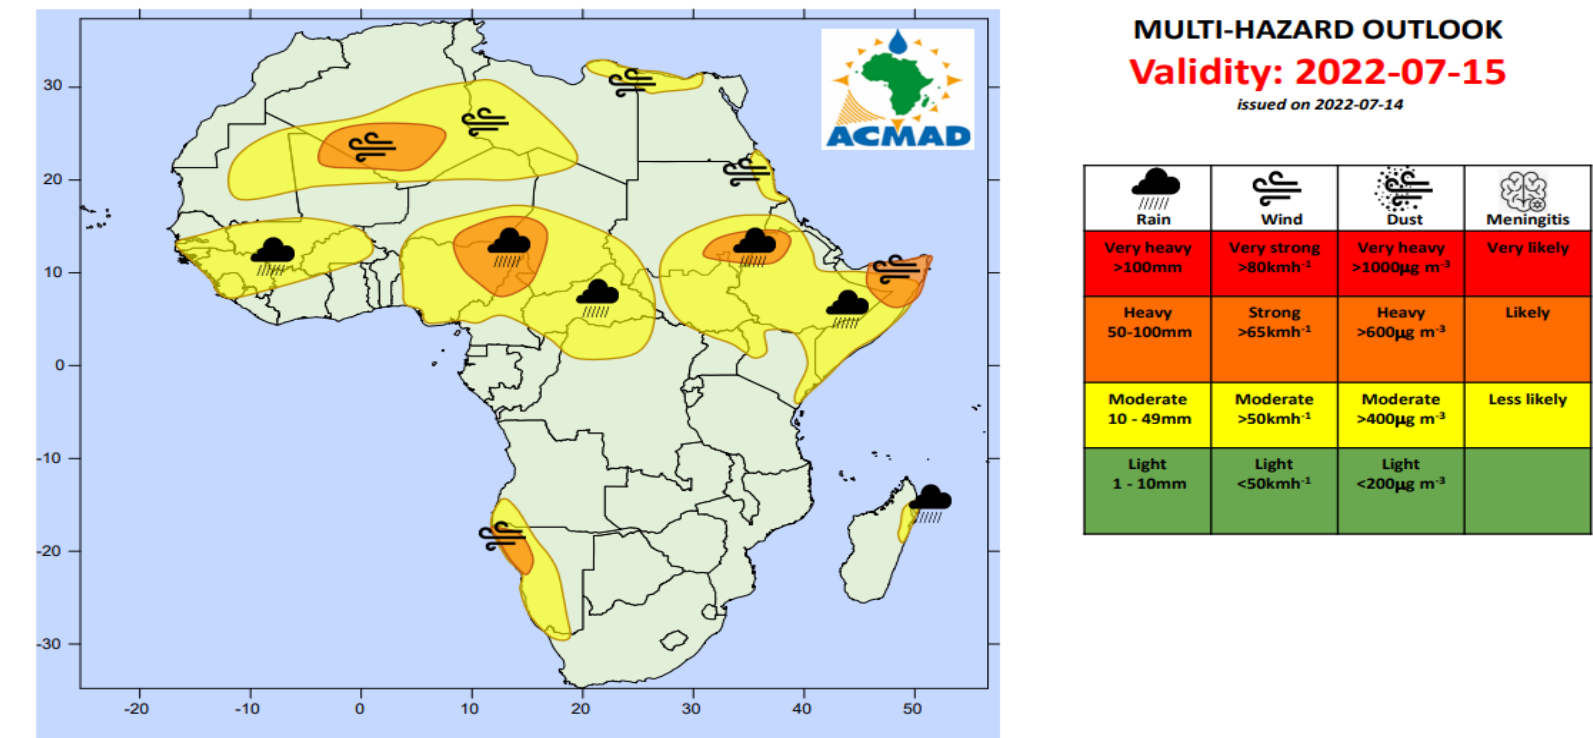 MULTI-HAZARD OUTLOOK
Validity: 2022-07-15
issued on 2022-07-14
ACMAD
30
20
10
0
-10
-20
-30
-20
-10
0
10
20
30
40
50
Rain
Wind
Dust
Meningitis
Very heavy
>100mm
Very strong
>80kmh⁻¹
Very heavy
>1000µg m⁻³
Very likely
Heavy
50-100mm
Strong
>65kmh⁻¹
Heavy
>600µg m⁻³
Likely
Moderate
10 - 49mm
Moderate
>50kmh⁻¹
Moderate
>400µg m⁻³
Less likely
Light
1 - 10mm
Light
<50kmh⁻¹
Light
<200µg m⁻³